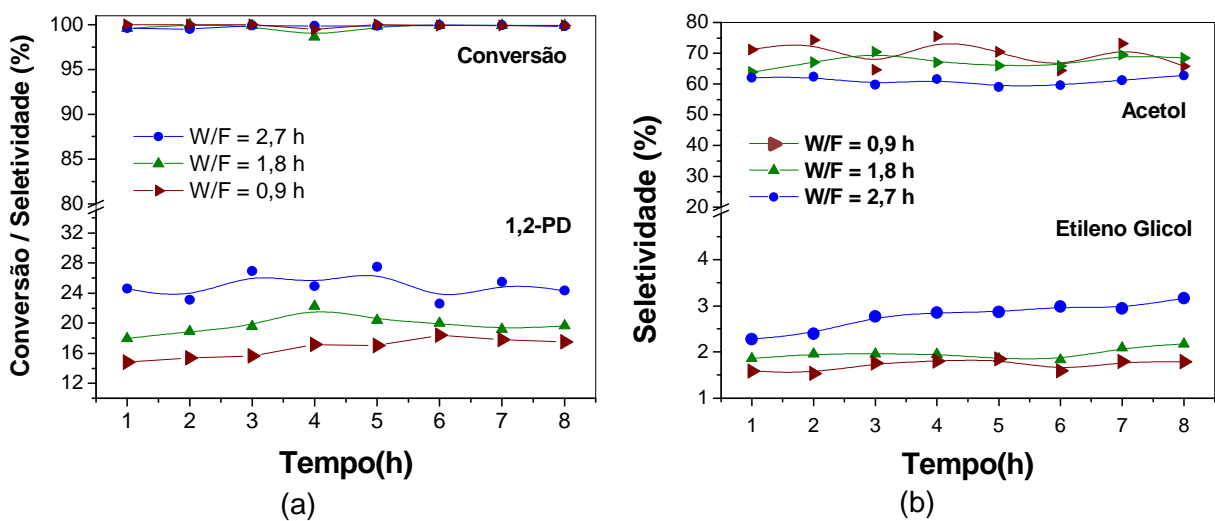 Conversão / Seletividade (%)
100
95
100
90
85
80
28
24
20
16
12
Conversão
W/F = 2,7 h
W/F = 1,8 h
W/F = 0,9 h
1,2-PD
1 2 3 4 5 6 7 8
Tempo(h)
(a)
Seletividade (%)
80
70
60
50
40
30
20
4
3
2
1
Acetol
W/F = 0,9 h
W/F = 1,8 h
W/F = 2,7 h
Etileno Glicol
1 2 3 4 5 6 7 8
Tempo(h)
(b)